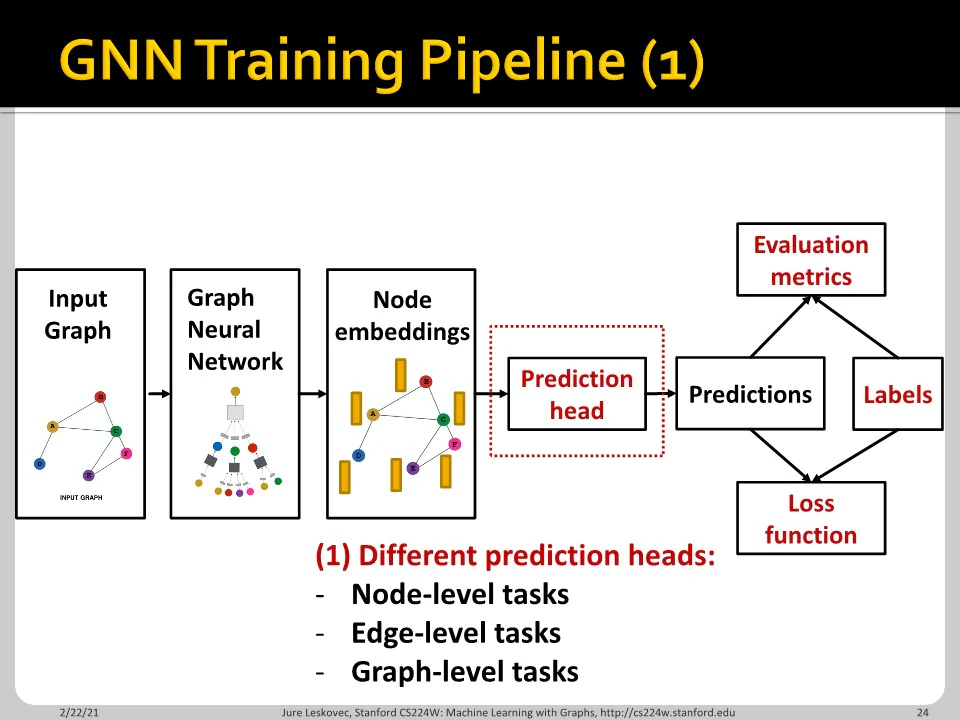 GNN Training Pipeline (1)
Input
Graph
A
B
C
D
E
F
INPUT GRAPH
Graph
Neural
Network
Node
embeddings
A
B
C
D
E
F
Prediction
head
Predictions
Labels
Evaluation
metrics
Loss
function
(1) Different prediction heads:
- Node-level tasks
- Edge-level tasks
- Graph-level tasks
2/22/21
Jure Leskovec, Stanford CS224W: Machine Learning with Graphs, http://cs224w.stanford.edu
24